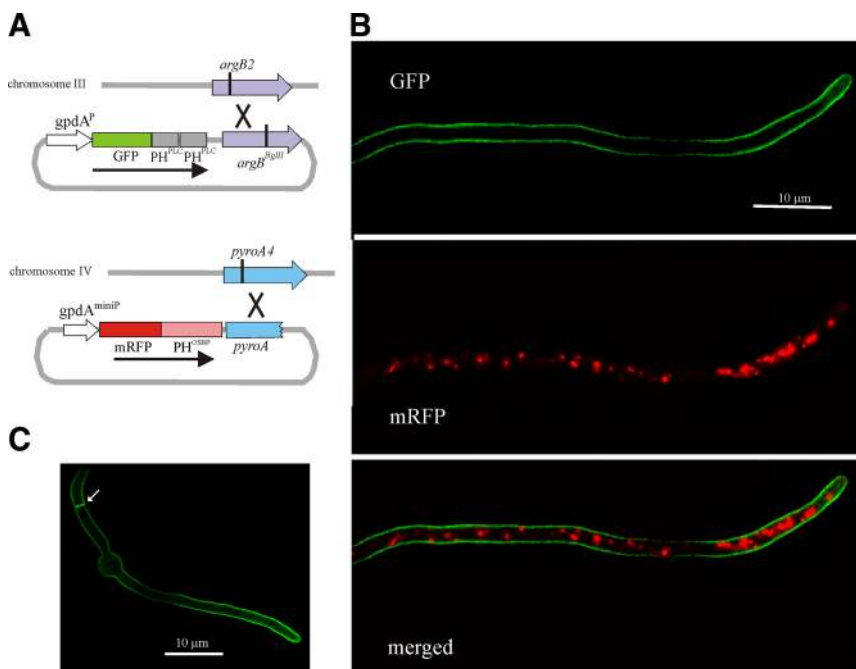 A
argB2
chromosome III
gpdA^P
GFP PH^PLC PH^PLC
argB^BglII
pyroA4
chromosome IV
gpdA^miniP
mRFP PH^OSBP pyroA
B
GFP
10 μm
mRFP
merged
C
10 μm